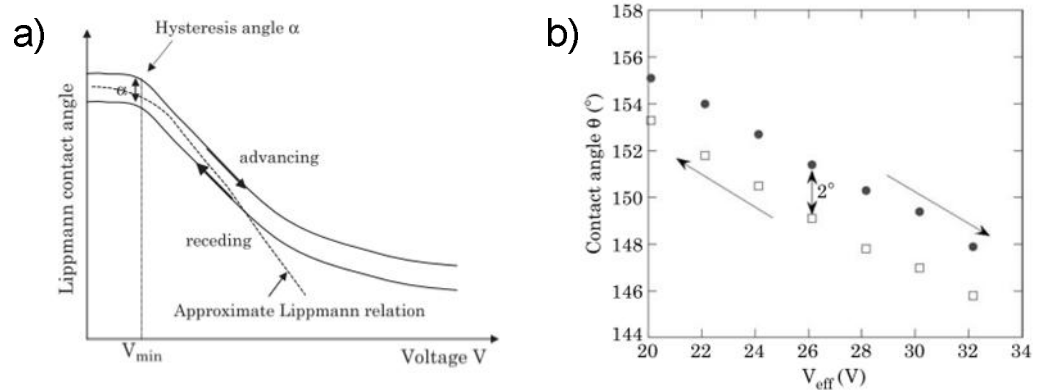 a)
Hysteresis angle α
α
Lippmann contact angle
advancing
receding
Approximate Lippmann relation
V_min
Voltage V
b)
158
156
154
152
150
148
146
144
Contact angle θ (°)
2°
20 22 24 26 28 30 32 34
V_eff (V)